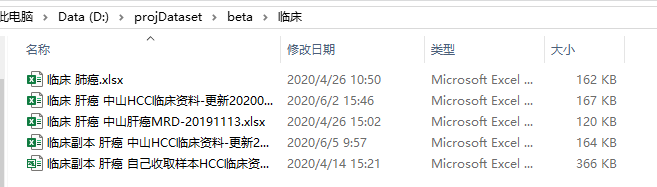 此电脑 > Data (D:) > projDataset > beta > 临床
名称 修改日期 类型 大小
临床 肺癌.xlsx 2020/4/26 10:50 Microsoft Excel ... 162 KB
临床 肝癌 中山HCC临床资料-更新20200... 2020/6/2 15:46 Microsoft Excel ... 167 KB
临床 肝癌 中山肝癌MRD-20191113.xlsx 2020/4/26 15:02 Microsoft Excel ... 120 KB
临床副本 肝癌 中山HCC临床资料-更新2... 2020/6/5 9:57 Microsoft Excel ... 164 KB
临床副本 肝癌 自己收取样本HCC临床资... 2020/4/14 15:21 Microsoft Excel ... 366 KB